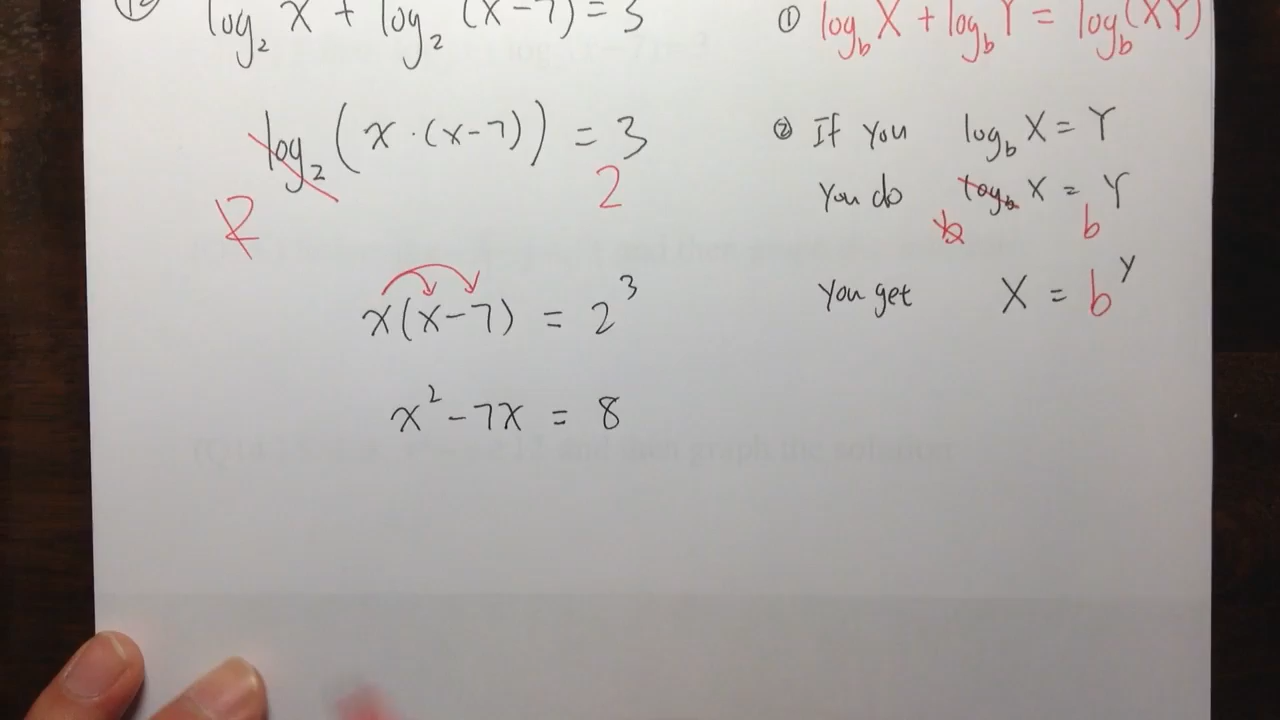 log₂ X + log₂ (X-7) = 3
log₂ (x · (x-7)) = 3
2 2
x(x-7) = 2³
x² - 7x = 8
① log_b X + log_b Y = log_b(XY)
② If you log_b X = Y
You do log_b X = Y
b b
You get X = b^Y